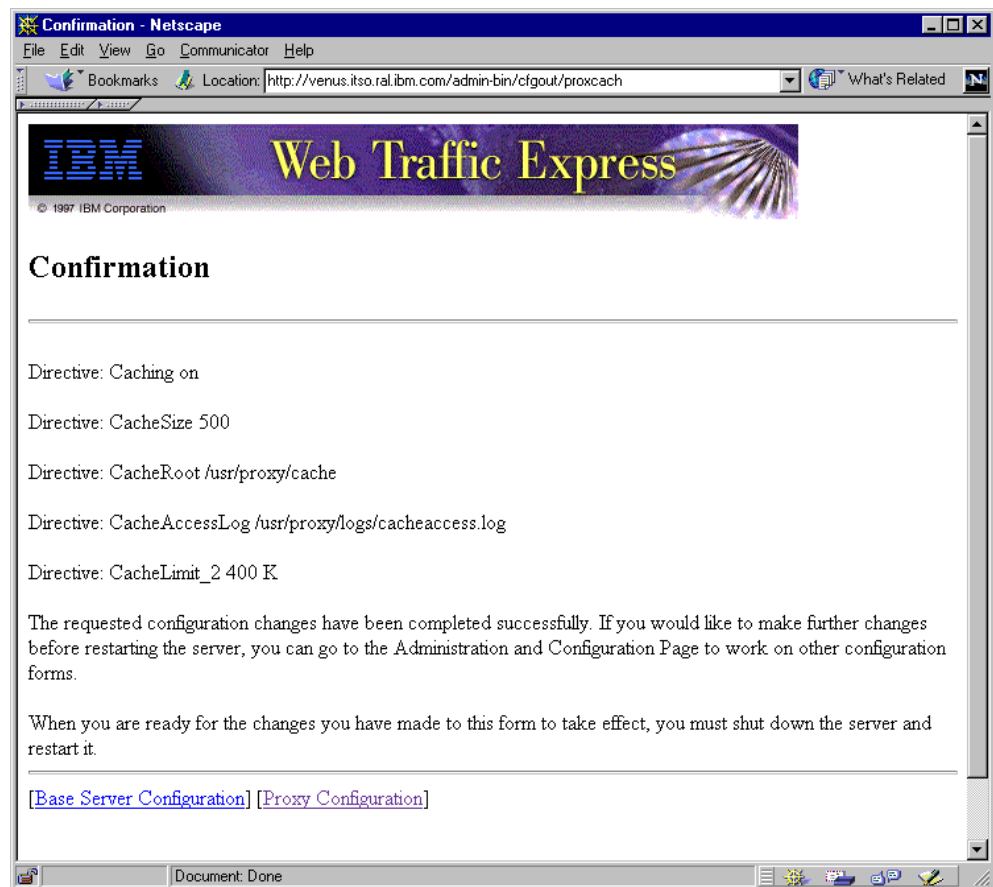 Confirmation - Netscape
File Edit View Go Communicator Help
Bookmarks Location: http://venus.itso.ral.ibm.com/admin-bin/cfgout/proxcach What's Related N
IBM Web Traffic Express
© 1997 IBM Corporation
Confirmation
Directive: Caching on
Directive: CacheSize 500
Directive: CacheRoot /usr/proxy/cache
Directive: CacheAccessLog /usr/proxy/logs/cacheaccess.log
Directive: CacheLimit_2 400 K
The requested configuration changes have been completed successfully. If you would like to make further changes
before restarting the server, you can go to the Administration and Configuration Page to work on other configuration
forms.
When you are ready for the changes you have made to this form to take effect, you must shut down the server and
restart it.
[Base Server Configuration] [Proxy Configuration]
Document: Done